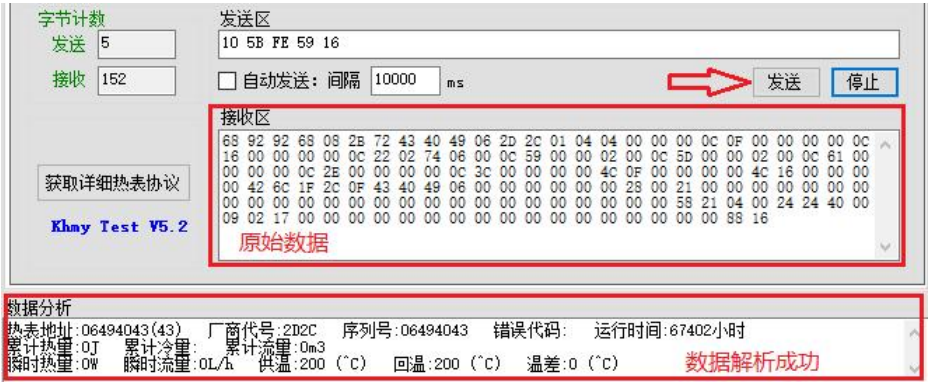 字节计数
发送 5
接收 152
获取详细热表协议
Khmy Test V5.2
发送区
10 5B FE 59 16
自动发送: 间隔 10000 ms
发送 停止
接收区
68 92 92 68 08 2B 72 43 40 49 06 2D 2C 01 04 04 00 00 00 0C 0F 00 00 00 00 0C
16 00 00 00 00 0C 22 02 74 06 00 0C 59 00 00 02 00 0C 5D 00 00 02 00 0C 61 00
00 00 00 0C 2E 00 00 00 00 0C 3C 00 00 00 00 4C 0F 00 00 00 00 4C 16 00 00 00
00 42 6C 1F 2C 0F 43 40 49 06 00 00 00 00 00 28 00 21 00 00 00 00 00 00 00 00
00 00 00 00 00 00 00 00 00 00 00 00 00 00 00 00 00 58 21 04 00 24 24 40 00
09 02 17 00 00 00 00 00 00 00 00 00 00 00 00 00 00 00 00 00 88 16
原始数据
数据分析
热表地址:06494043(43) 厂商代号:2D2C 序列号:06494043 错误代码: 运行时间:67402小时
累计热量:0J 累计冷量: 累计流量:0m3
瞬时热量:0W 瞬时流量:0L/h 供温:200 (^C) 回温:200 (^C) 温差:0 (^C)
数据解析成功